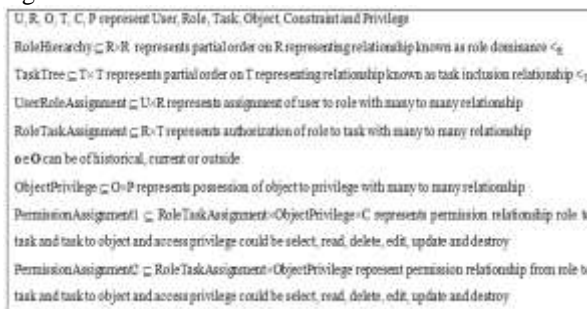 U, R, O, T, C, P represent User, Role, Task, Object, Constraint and Privilege
RoleHierarchy ⊆ R×R represents partial order on R representing relationship known as role dominance <R
TaskTree ⊆ T×T represents partial order on T representing relationship known as task inclusion relationship <T
UserRoleAssignment ⊆ U×R represents assignment of user to role with many to many relationship
RoleTaskAssignment ⊆ R×T represents authorization of role to task with many to many relationship
o∈O can be of historical, current or outside
ObjectPrivilege ⊆ O×P represents possession of object to privilege with many to many relationship
PermissionAssignment1 ⊆ RoleTaskAssignment×ObjectPrivilege×C represents permission relationship role to
task and task to object and access privilege could be select, read, delete, edit, update and destroy
PermissionAssignment2 ⊆ RoleTaskAssignment×ObjectPrivilege represent permission relationship from role to
task and task to object and access privilege could be select, read, delete, edit, update and destroy